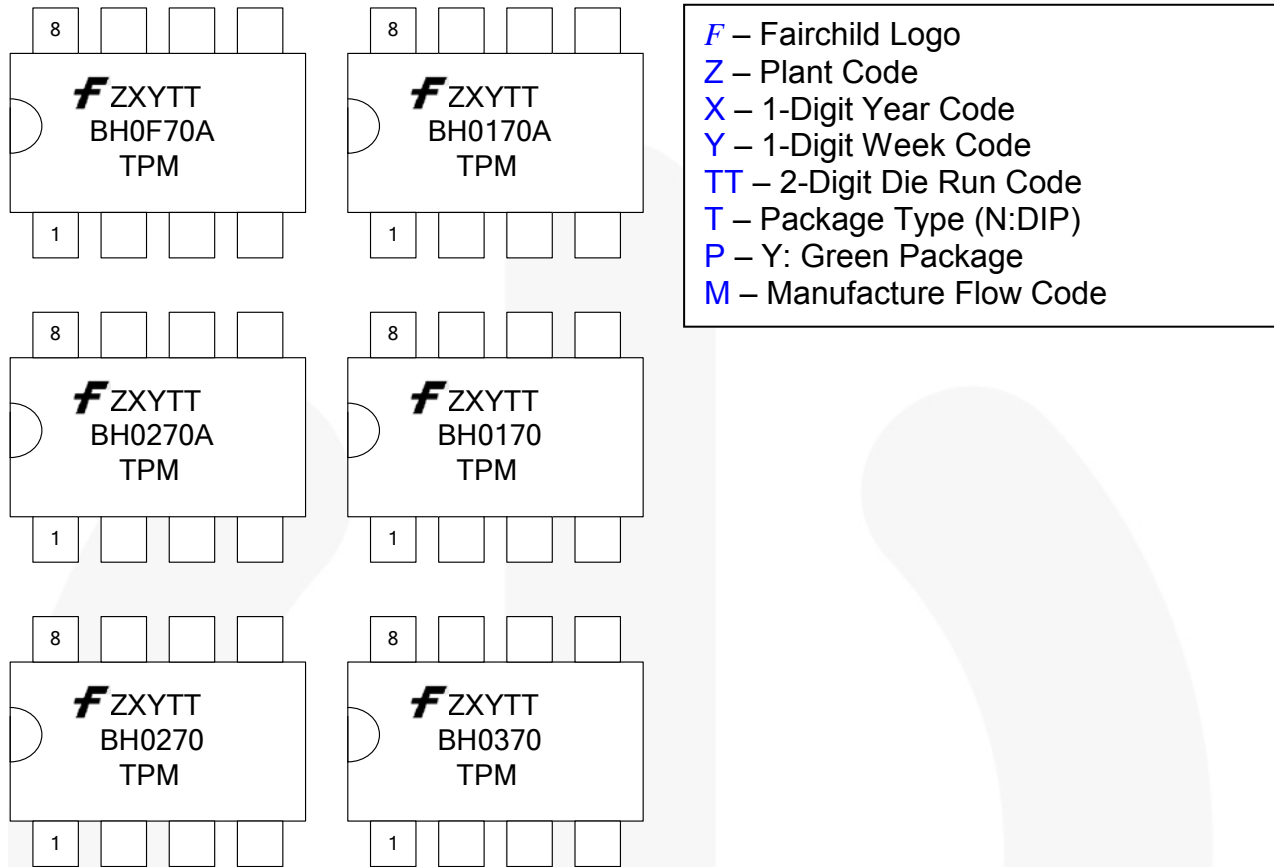 8
F ZXYTT
BH0F70A
TPM
1
8
F ZXYTT
BH0170A
TPM
1
F – Fairchild Logo
Z – Plant Code
X – 1-Digit Year Code
Y – 1-Digit Week Code
TT – 2-Digit Die Run Code
T – Package Type (N:DIP)
P – Y: Green Package
M – Manufacture Flow Code
8
F ZXYTT
BH0270A
TPM
1
8
F ZXYTT
BH0170
TPM
1
8
F ZXYTT
BH0270
TPM
1
8
F ZXYTT
BH0370
TPM
1